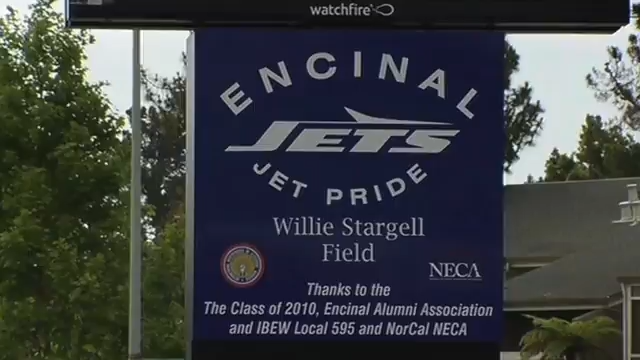 watchfire
ENCINAL
JETS
JET PRIDE
Willie Stargell
Field
NECA
Thanks to the
The Class of 2010, Encinal Alumni Association
and IBEW Local 595 and NorCal NECA